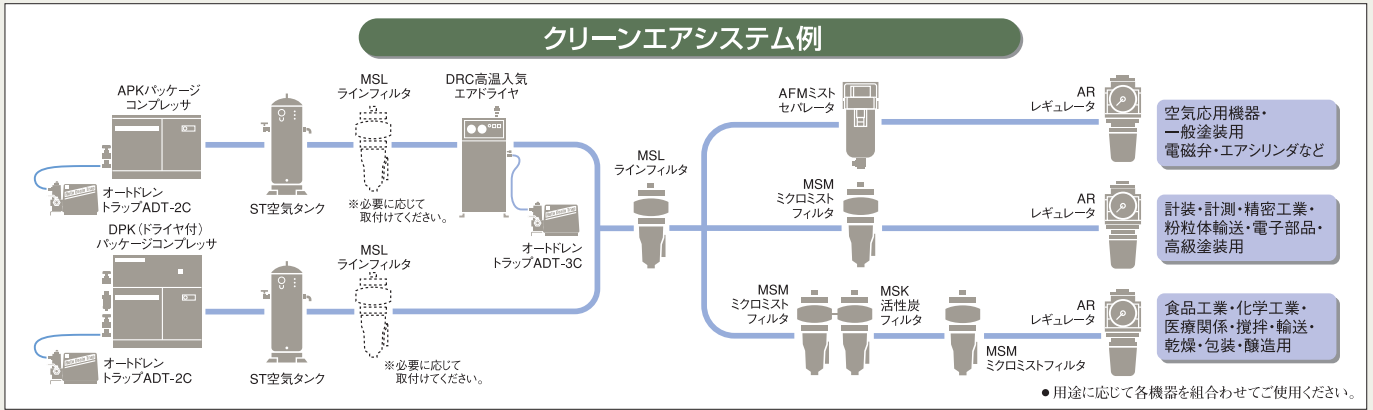 クリーンエアシステム例
APKパッケージ
コンプレッサ
オートドレン
トラップADT-2C
ST空気タンク
MSL
ラインフィルタ
※必要に応じて
取付けてください。
DRC高温入気
エアドライヤ
オートドレン
トラップADT-3C
DPK（ドライヤ付）
パッケージコンプレッサ
オートドレン
トラップADT-2C
ST空気タンク
MSL
ラインフィルタ
※必要に応じて
取付けてください。
MSL
ラインフィルタ
AFMミスト
セパレータ
AR
レギュレータ
空気応用機器・
一般塗装用
電磁弁・エアシリンダなど
MSM
ミクロミスト
フィルタ
AR
レギュレータ
計装・計測・精密工業・
粉粒体輸送・電子部品・
高級塗装用
MSM
ミクロミスト
フィルタ
MSK
活性炭
フィルタ
MSM
ミクロミストフィルタ
AR
レギュレータ
食品工業・化学工業・
医療関係・撹拌・輸送・
乾燥・包装・醸造用
●用途に応じて各機器を組合わせてご使用ください。